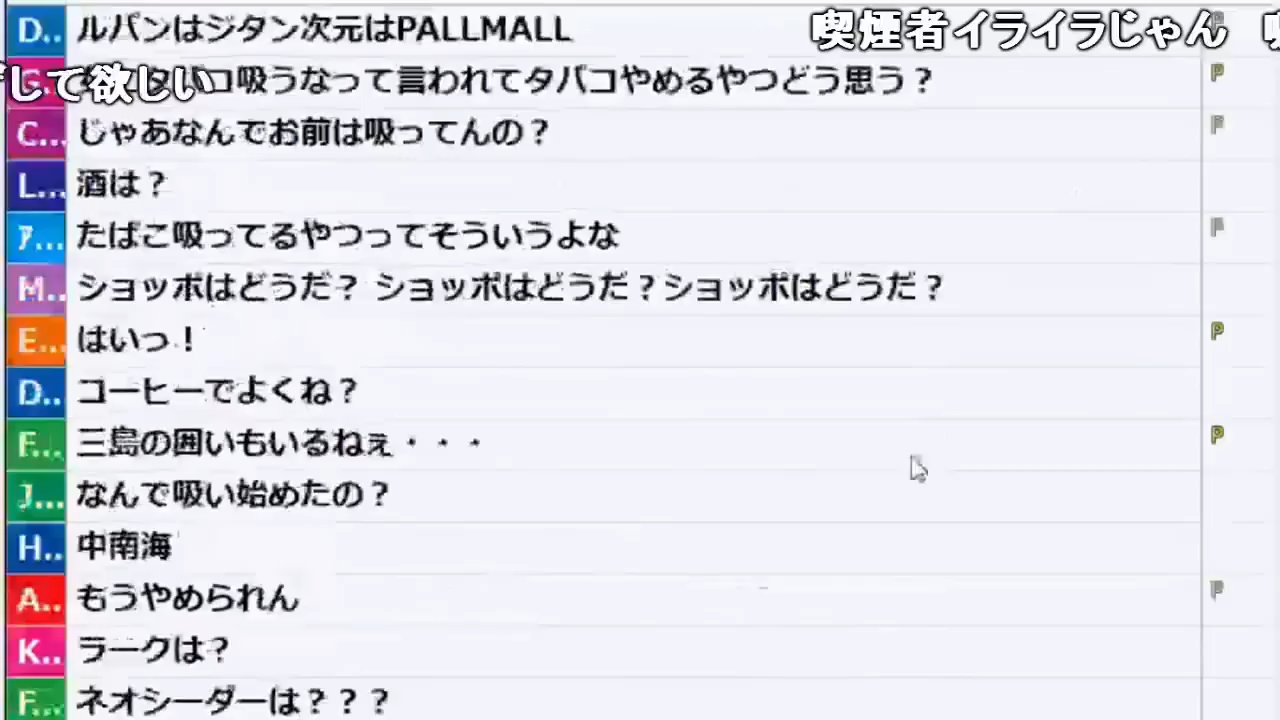 D.. ルパンはジタン次元はPALLMALL
喫煙者イライラじゃん
タバコ吸うなって言われてタバコやめるやつどう思う？ P
して欲しい
C... じゃあなんでお前は吸ってんの？ P
L... 酒は？
ｱ... たばこ吸ってるやつってそういうよな P
M.. ショッポはどうだ？ ショッポはどうだ？ショッポはどうだ？
E... はいっ！ P
D.. コーヒーでよくね？
F... 三島の囲いもいるねぇ・・・ P
J... なんで吸い始めたの？
H.. 中南海
A.. もうやめられん P
K.. ラークは？
F... ネオシーダーは？？？